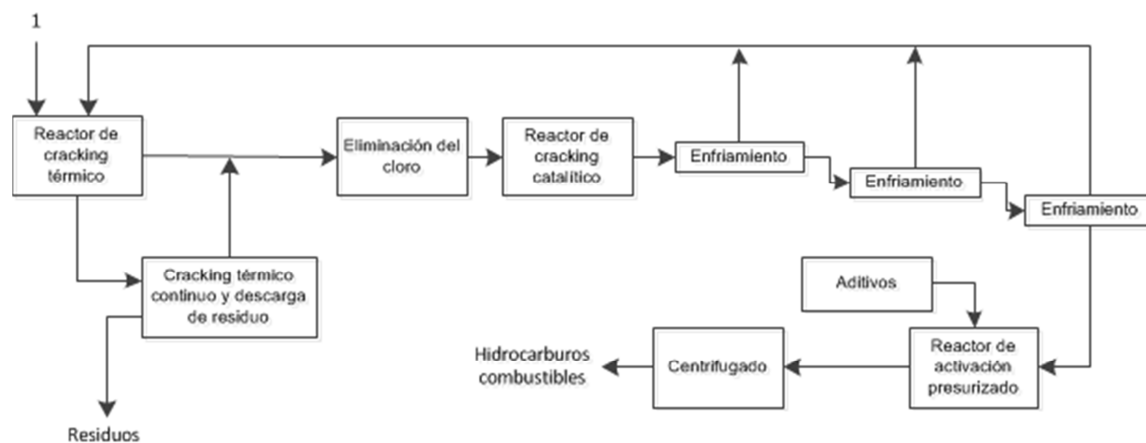 1
Reactor de
cracking
térmico
Eliminación del
cloro
Reactor de
cracking
catalítico
Enfriamiento
Enfriamiento
Enfriamiento
Cracking térmico
continuo y descarga
de residuo
Aditivos
Hidrocarburos
combustibles
Centrifugado
Reactor de
activación
presurizado
Residuos